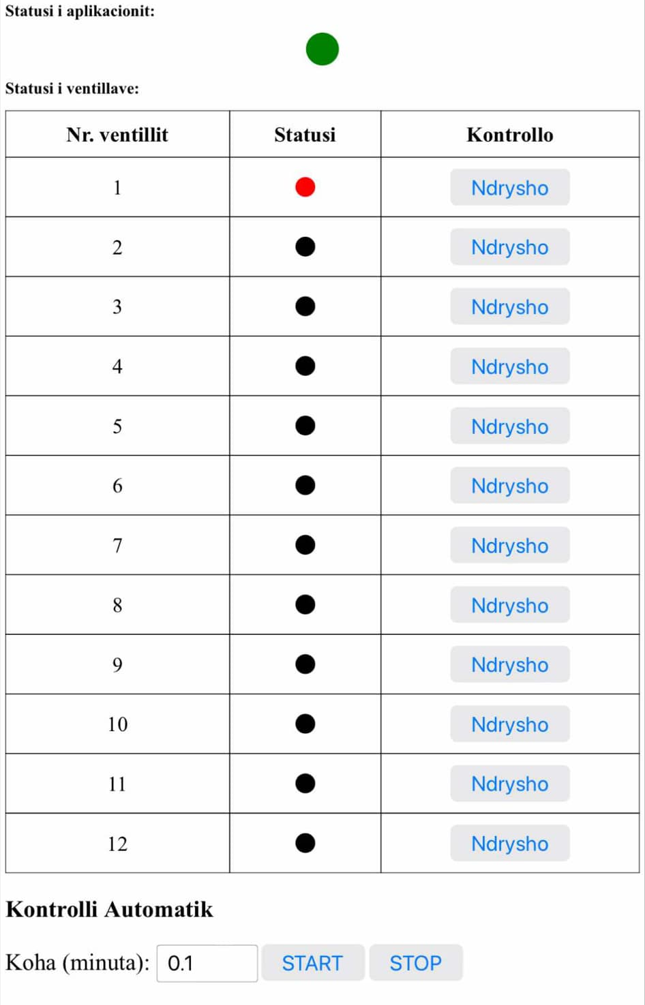 Statusi i aplikacionit:
Statusi i ventillave:
Nr. ventillit Statusi Kontrollo
1 Ndrysho
2 Ndrysho
3 Ndrysho
4 Ndrysho
5 Ndrysho
6 Ndrysho
7 Ndrysho
8 Ndrysho
9 Ndrysho
10 Ndrysho
11 Ndrysho
12 Ndrysho
Kontrolli Automatik
Koha (minuta): 0.1 START STOP